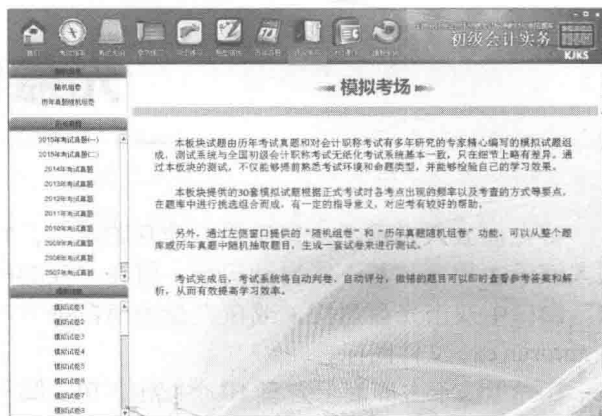 初级会计实务
KJKS
随机组卷
历年真题随机组卷
2015年考试真题(一)
2015年考试真题(二)
2014年考试真题
2013年考试真题
2012年考试真题
2011年考试真题
2010年考试真题
2009年考试真题
2008年考试真题
2007年考试真题
模拟试卷1
模拟试卷2
模拟试卷3
模拟试卷4
模拟试卷5
模拟试卷6
模拟试卷7
模拟试卷8
模拟考场
本板块试题由历年考试真题和对会计职称考试有多年研究的专家精心编写的模拟试题组
成，测试系统与全国初级会计职称考试无纸化考试系统基本一致，只在细节上略有差异。通
过本板块的测试，不仅能够提前熟悉考试环境和命题类型，并能够检验自己的学习效果。
本板块提供的30套模拟试题根据正式考试时各考点出现的频率以及考查的方式等要点，
在题库中进行挑选组合而成，有一定的指导意义，对应考有较好的帮助。
另外，通过左侧窗口提供的“随机组卷”和“历年真题随机组卷”功能，可以从整个题
库或历年真题中随机抽取题目，生成一套试卷来进行测试。
考试完成后，考试系统将自动判卷、自动评分，做错的题目可以即时查看参考答案和解
析，从而有效提高学习效率。